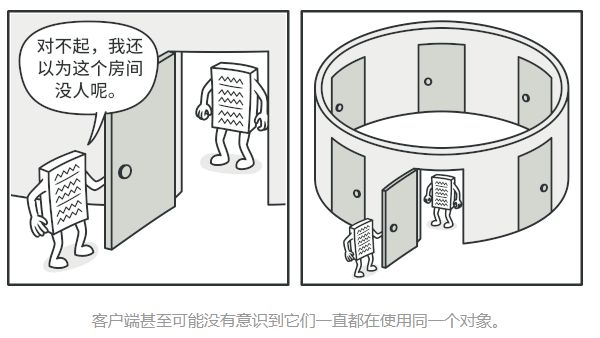 对不起，我还
以为这个房间
没人呢。
客户端甚至可能没有意识到它们一直都在使用同一个对象。